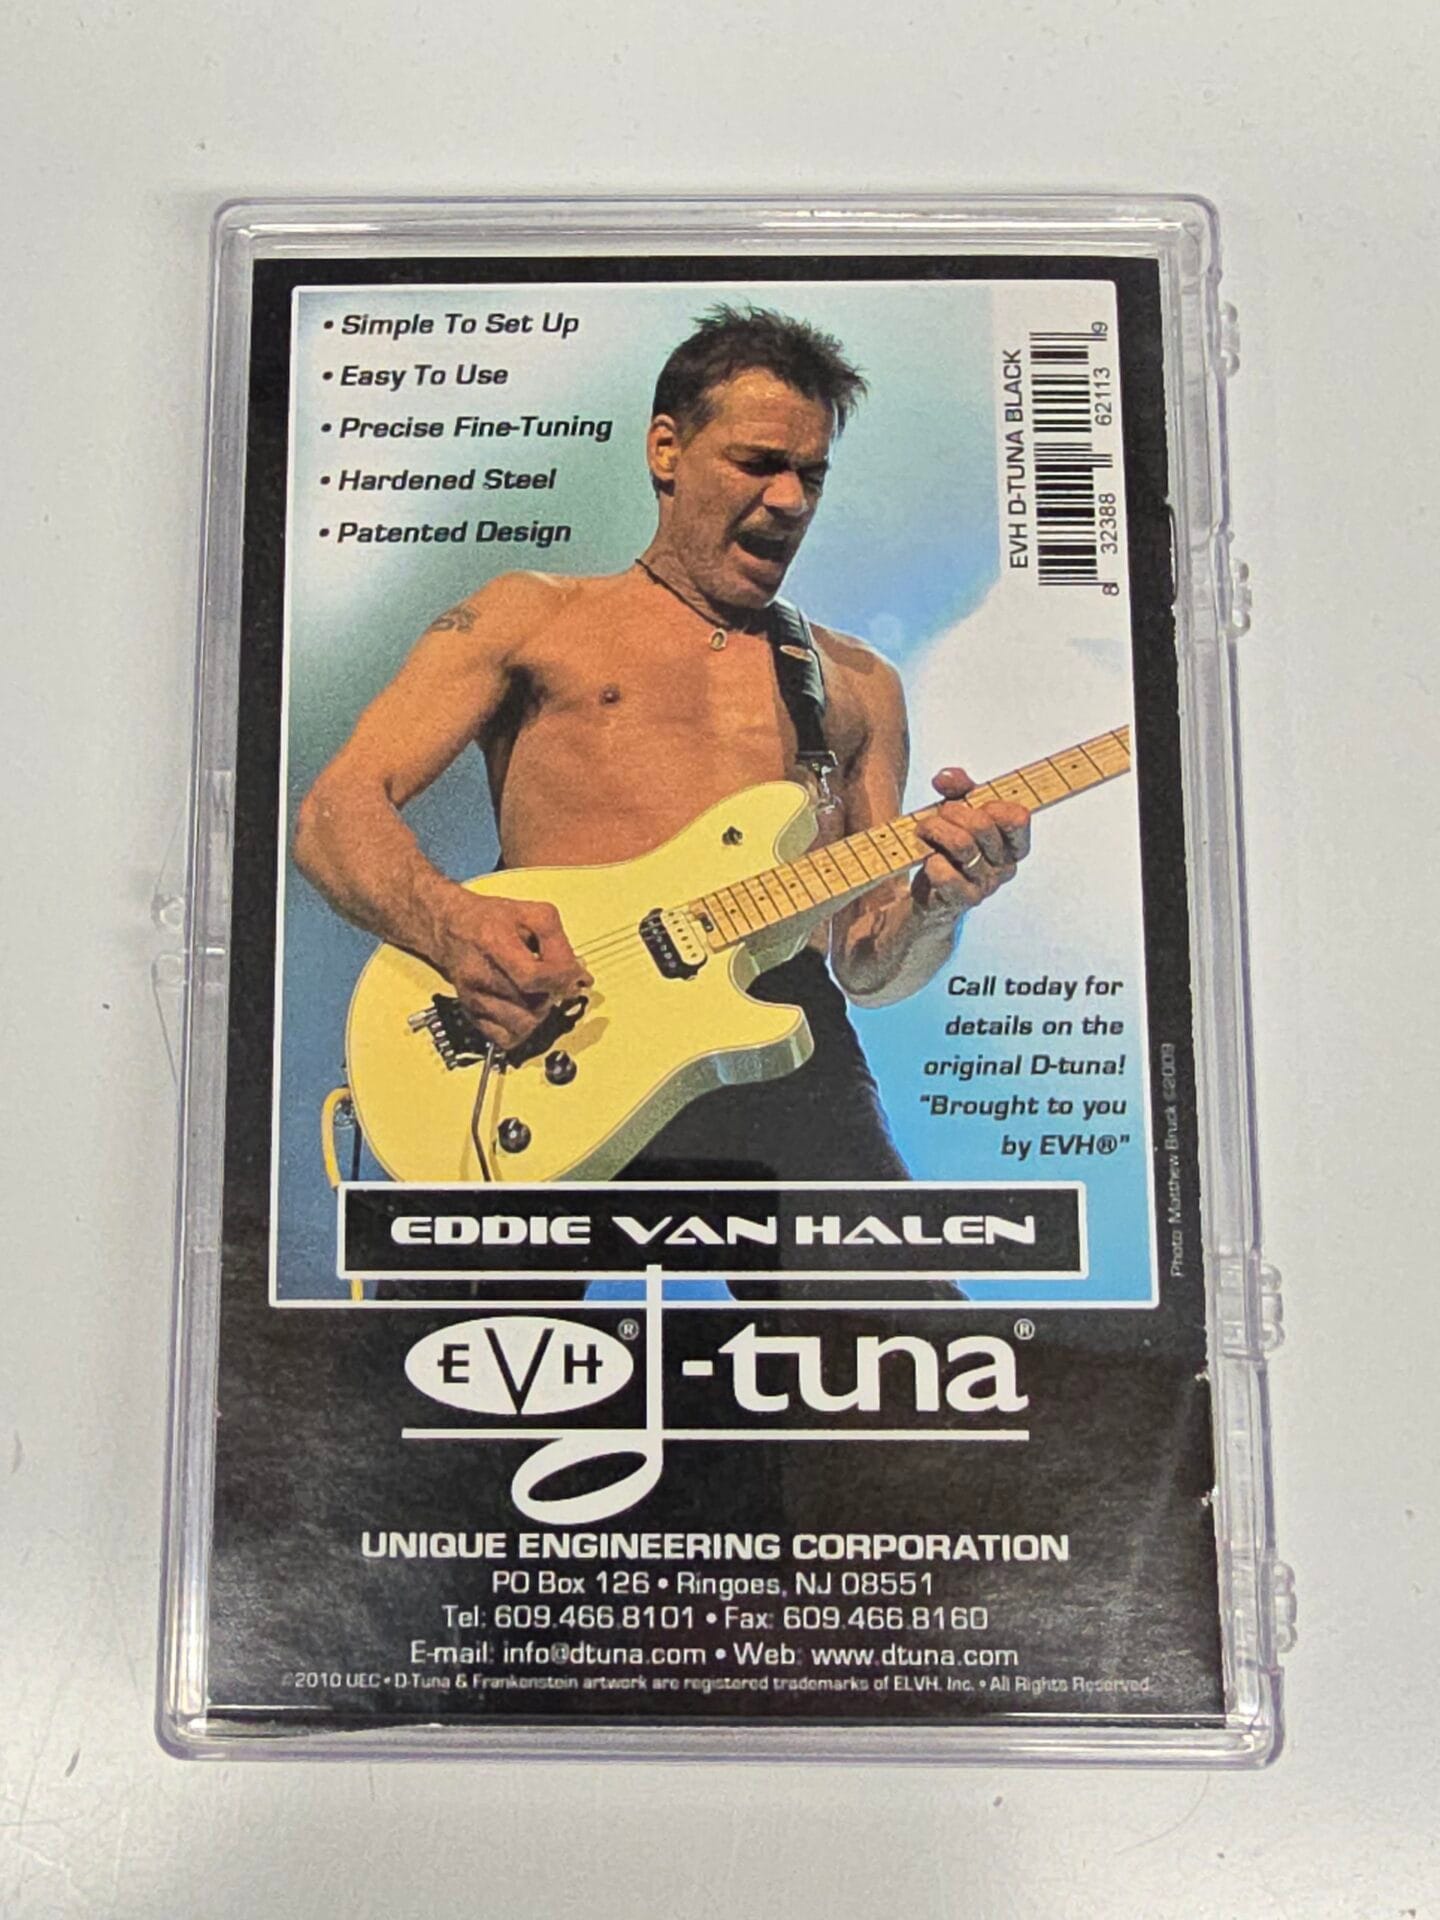 • Simple To Set Up
• Easy To Use
• Precise Fine-Tuning
• Hardened Steel
• Patented Design
EVH D-TUNA BLACK
8 32388 62113 9
Call today for
details on the
original D-tuna!
"Brought to you
by EVH®"
Photo Matthew Bruck ©2009
EDDIE VAN HALEN
EVH® d-tuna®
UNIQUE ENGINEERING CORPORATION
PO Box 126 • Ringoes, NJ 08551
Tel: 609.466.8101 • Fax: 609.466.8160
E-mail: info@dtuna.com • Web: www.dtuna.com
©2010 UEC • D-Tuna & Frankenstein artwork are registered trademarks of ELVH, Inc. • All Rights Reserved